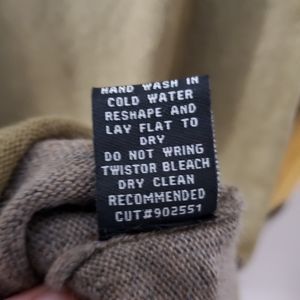 HAND WASH IN
COLD WATER
RESHAPE AND
LAY FLAT TO
DRY
DO NOT WRING
TWISTOR BLEACH
DRY CLEAN
RECOMMENDED
CUT#902551